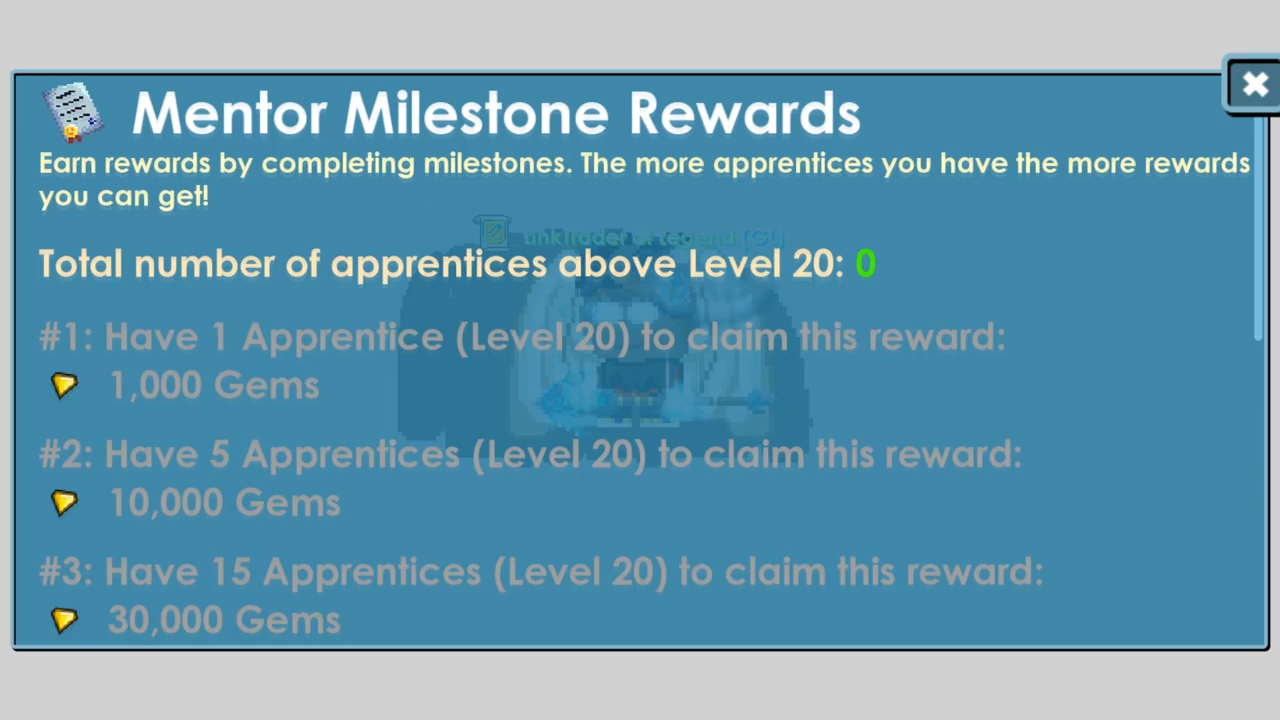 Mentor Milestone Rewards
Earn rewards by completing milestones. The more apprentices you have the more rewards
you can get!
of Legend (GL)
Total number of apprentices above Level 20: 0
#1: Have 1 Apprentice (Level 20) to claim this reward:
1,000 Gems
#2: Have 5 Apprentices (Level 20) to claim this reward:
10,000 Gems
#3: Have 15 Apprentices (Level 20) to claim this reward:
30,000 Gems